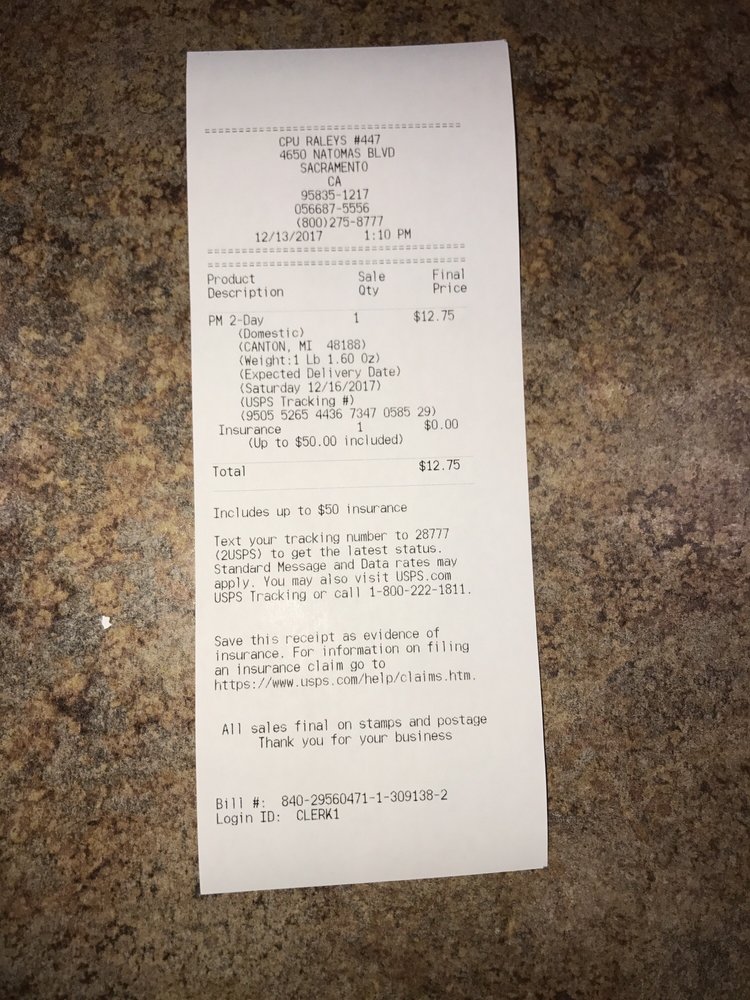 ==========================================
CPU RALEYS #447
4650 NATOMAS BLVD
SACRAMENTO
CA
95835-1217
056687-5556
(800)275-8777
12/13/2017 1:10 PM
==========================================
==========================================
Product Sale Final
Description Qty Price
PM 2-Day 1 $12.75
(Domestic)
(CANTON, MI 48188)
(Weight:1 Lb 1.60 Oz)
(Expected Delivery Date)
(Saturday 12/16/2017)
(USPS Tracking #)
(9505 5265 4436 7347 0585 29)
Insurance 1 $0.00
(Up to $50.00 included)
Total $12.75
Includes up to $50 insurance
Text your tracking number to 28777
(2USPS) to get the latest status.
Standard Message and Data rates may
apply. You may also visit USPS.com
USPS Tracking or call 1-800-222-1811.
Save this receipt as evidence of
insurance. For information on filing
an insurance claim go to
https://www.usps.com/help/claims.htm.
All sales final on stamps and postage
Thank you for your business
Bill #: 840-29560471-1-309138-2
Login ID: CLERK1